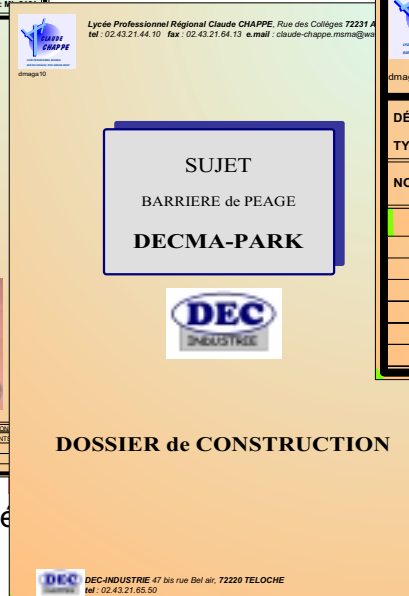 Lycée Professionnel Régional Claude CHAPPE, Rue des Collèges 72231 A
tel : 02.43.21.44.10 fax : 02.43.21.64.13 e.mail : claude-chappe.msma@wa
CLAUDE
CHAPPE
dmaga10
SUJET
BARRIERE de PEAGE
DECMA-PARK
DEC
INDUSTRIE
DOSSIER de CONSTRUCTION
DEC
DEC-INDUSTRIE 47 bis rue Bel air, 72220 TELOCHE
tel : 02.43.21.65.50
dmag
DÉ
TY
NO